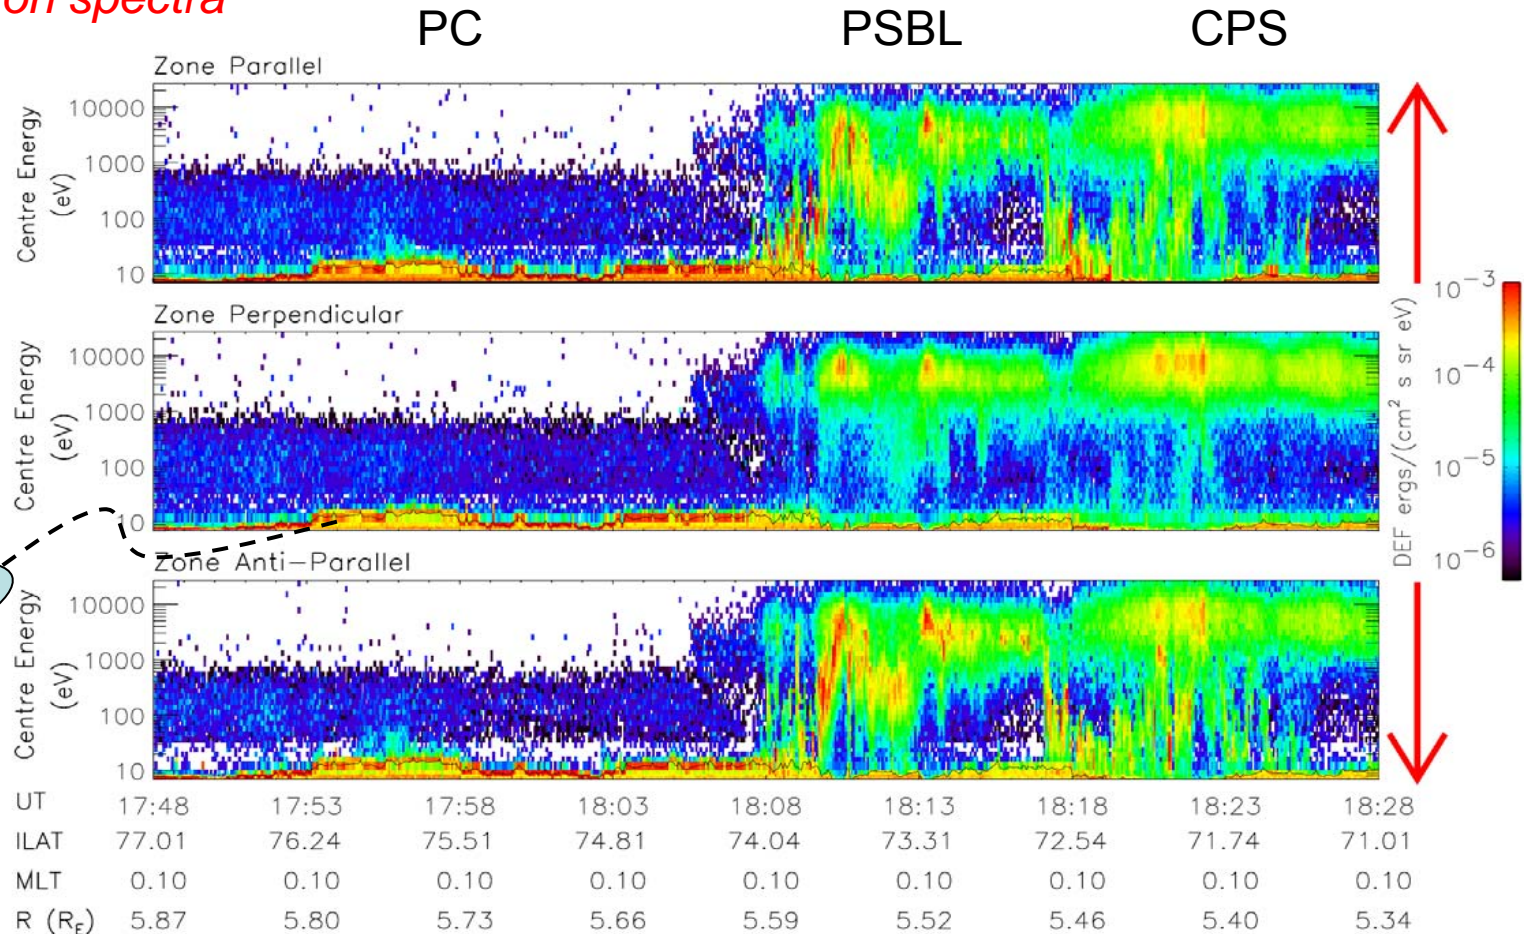 on spectra
PC PSBL CPS
Zone Parallel
Centre Energy
(eV)
10000
1000
100
10
Zone Perpendicular
Centre Energy
(eV)
10000
1000
100
10
Zone Anti-Parallel
Centre Energy
(eV)
10000
1000
100
10
DEF ergs/(cm² s sr eV)
10⁻³
10⁻⁴
10⁻⁵
10⁻⁶
UT 17:48 17:53 17:58 18:03 18:08 18:13 18:18 18:23 18:28
ILAT 77.01 76.24 75.51 74.81 74.04 73.31 72.54 71.74 71.01
MLT 0.10 0.10 0.10 0.10 0.10 0.10 0.10 0.10 0.10
R (R_E) 5.87 5.80 5.73 5.66 5.59 5.52 5.46 5.40 5.34